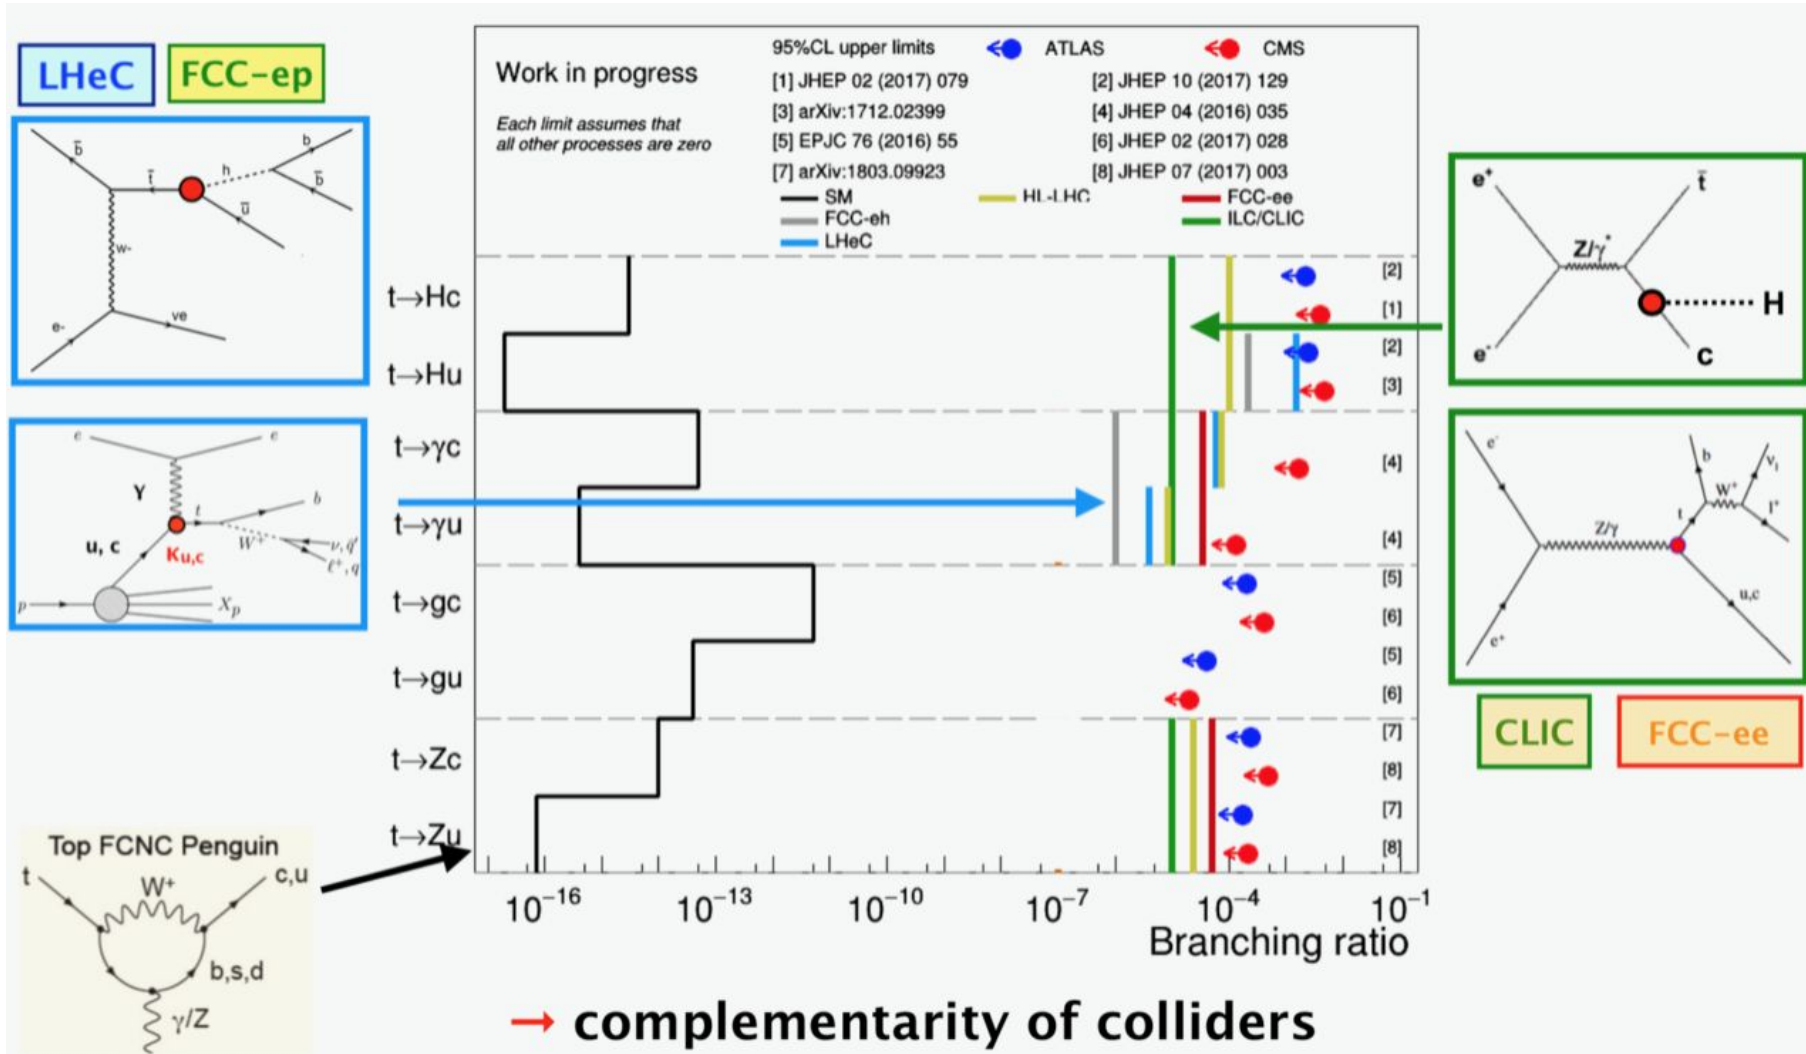 LHeC
FCC-ep
b̄
t̄
h
b
b̄
ū
w-
e-
ve
e
e
γ
t
b
u, c
Ku,c
W+
ν, q̄'
ℓ+, q
p
Xp
Top FCNC Penguin
t
W+
c,u
b,s,d
γ/Z
Work in progress
Each limit assumes that
all other processes are zero
95%CL upper limits ATLAS CMS
[1] JHEP 02 (2017) 079 [2] JHEP 10 (2017) 129
[3] arXiv:1712.02399 [4] JHEP 04 (2016) 035
[5] EPJC 76 (2016) 55 [6] JHEP 02 (2017) 028
[7] arXiv:1803.09923 [8] JHEP 07 (2017) 003
SM HL-LHC FCC-ee
FCC-eh ILC/CLIC
LHeC
t→Hc [2]
[1]
t→Hu [2]
[3]
t→γc [4]
t→γu [4]
t→gc [5]
[6]
t→gu [5]
[6]
t→Zc [7]
[8]
t→Zu [7]
[8]
10−16 10−13 10−10 10−7 10−4 10−1
Branching ratio
→ complementarity of colliders
e+
t̄
Z/γ*
H
e-
c
e-
b
νl
W+
l+
t
Z/γ
u,c
e+
CLIC
FCC-ee